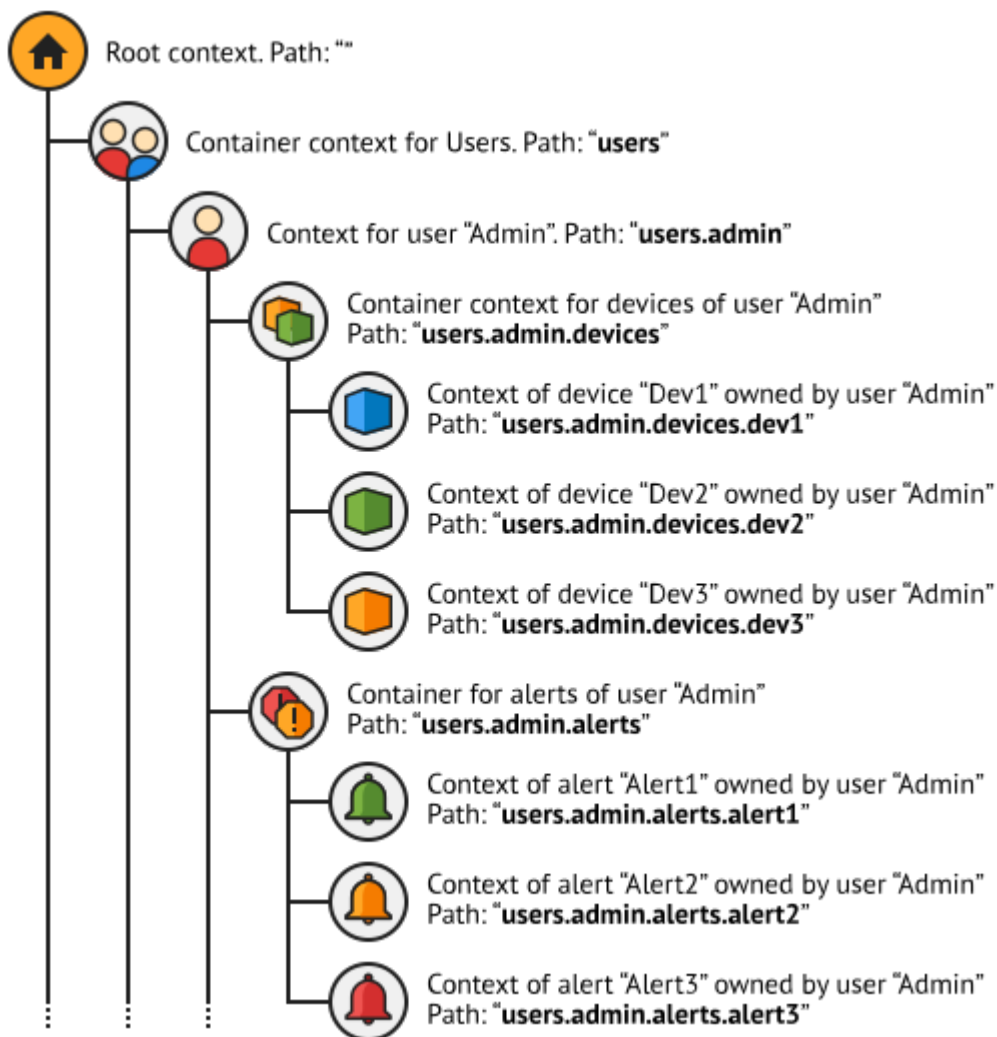 Root context. Path: “”
Container context for Users. Path: “users”
Context for user “Admin”. Path: “users.admin”
Container context for devices of user “Admin”
Path: “users.admin.devices”
Context of device “Dev1” owned by user “Admin”
Path: “users.admin.devices.dev1”
Context of device “Dev2” owned by user “Admin”
Path: “users.admin.devices.dev2”
Context of device “Dev3” owned by user “Admin”
Path: “users.admin.devices.dev3”
Container for alerts of user “Admin”
Path: “users.admin.alerts”
Context of alert “Alert1” owned by user “Admin”
Path: “users.admin.alerts.alert1”
Context of alert “Alert2” owned by user “Admin”
Path: “users.admin.alerts.alert2”
Context of alert “Alert3” owned by user “Admin”
Path: “users.admin.alerts.alert3”